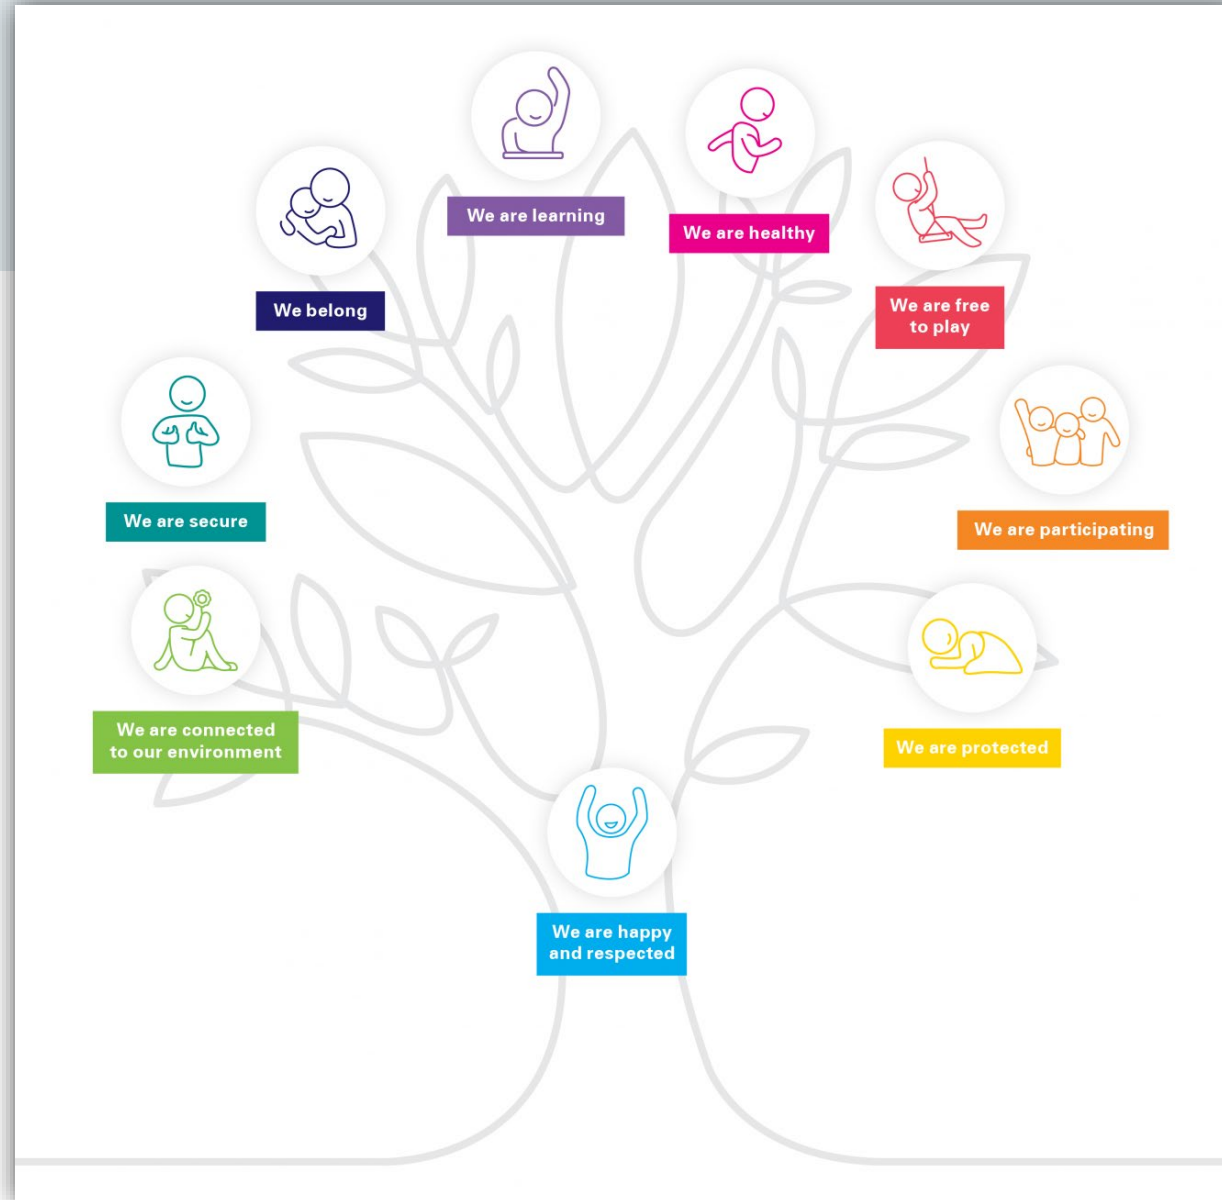 We are learning
We are healthy
We belong
We are free
to play
We are secure
We are participating
We are connected
to our environment
We are protected
We are happy
and respected